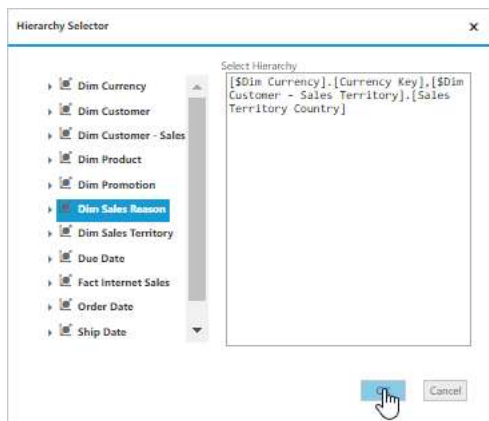 Hierarchy Selector
x
Select Hierarchy
Dim Currency
Dim Customer
Dim Customer - Sales
Dim Product
Dim Promotion
Dim Sales Reason
Dim Sales Territory
Due Date
Fact Internet Sales
Order Date
Ship Date
[$Dim Currency].[Currency Key],[$Dim
Customer - Sales Territory].[Sales
Territory Country]
Cancel